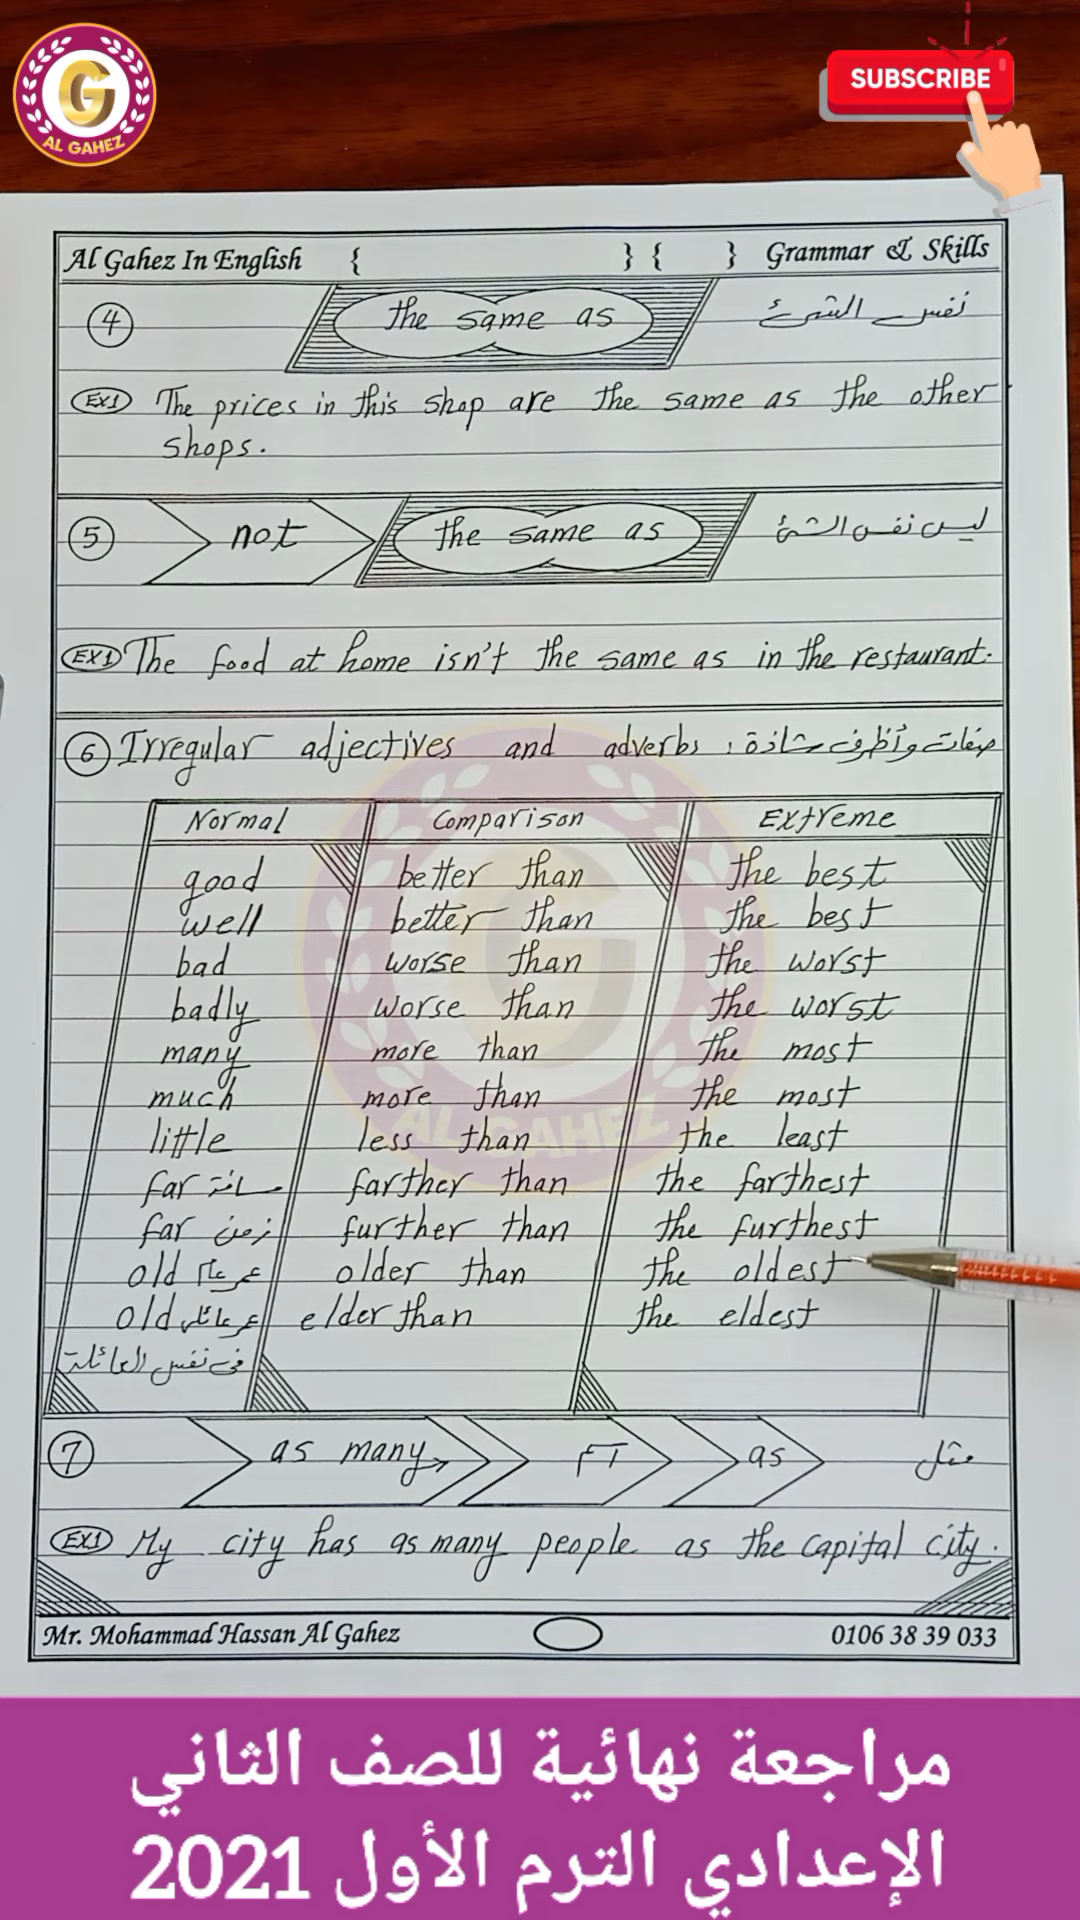 G
AL GAHEZ
SUBSCRIBE
Al Gahez In English { } { } Grammar & Skills
4 the same as نفس الشئ
EX1 The prices in this shop are the same as the other
shops.
5 not the same as ليس نفس الشئ
EX1 The food at home isn't the same as in the restaurant.
6 Irregular adjectives and adverbs : صفات وأظرف شاذة
Normal Comparison Extreme
good better than the best
well better than the best
bad worse than the worst
badly worse than the worst
many more than the most
much more than the most
little less than the least
far مسافة farther than the farthest
far زمن further than the furthest
old عمر عام older than the oldest
old عمر عائلى elder than the eldest
فى نفس العائلة
7 as many اسم as مثل
EX1 My city has as many people as the capital city.
Mr. Mohammad Hassan Al Gahez 0106 38 39 033
مراجعة نهائية للصف الثاني
الإعدادي الترم الأول 2021